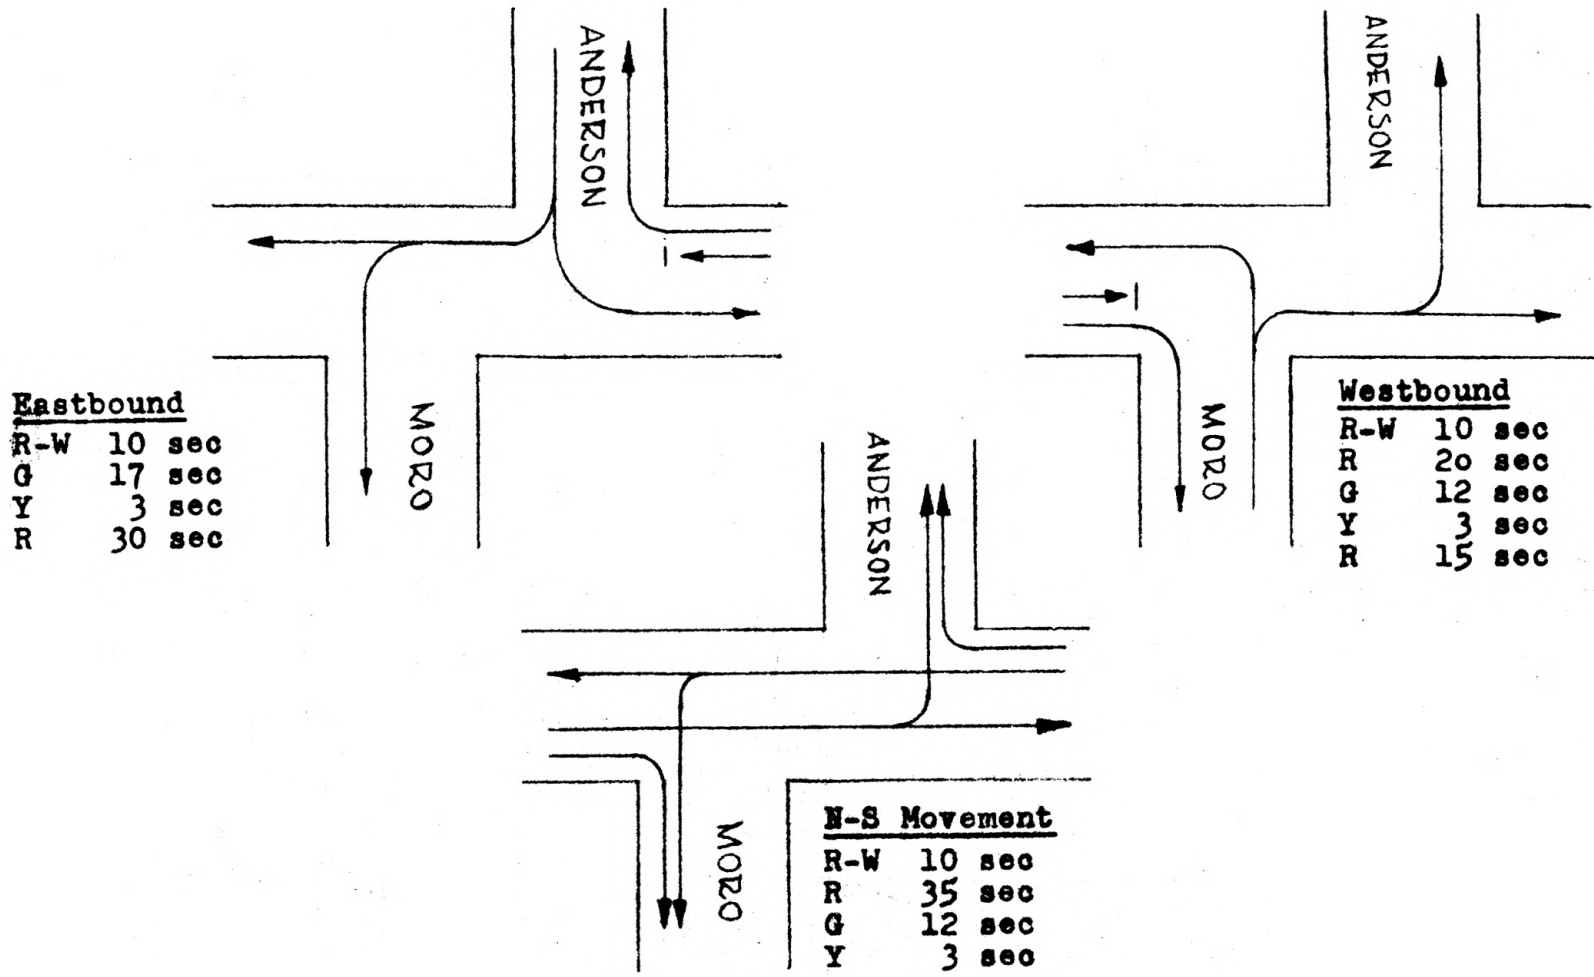 ANDERSON
MORO
Eastbound
R-W 10 sec
G 17 sec
Y 3 sec
R 30 sec
ANDERSON
MORO
Westbound
R-W 10 sec
R 20 sec
G 12 sec
Y 3 sec
R 15 sec
ANDERSON
MORO
N-S Movement
R-W 10 sec
R 35 sec
G 12 sec
Y 3 sec